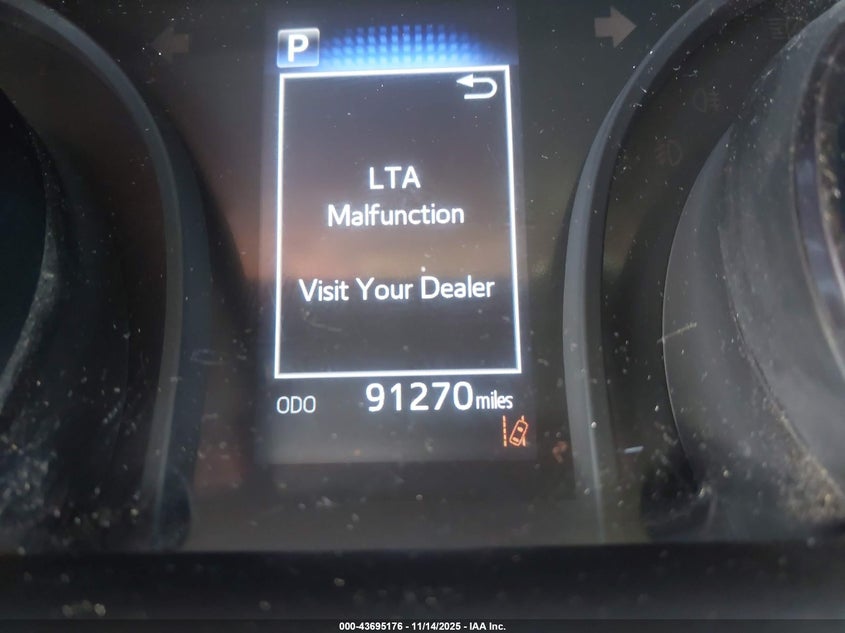 P
LTA
Malfunction
Visit Your Dealer
ODO 91270 miles
000-43695176 - 11/14/2025 - IAA Inc.